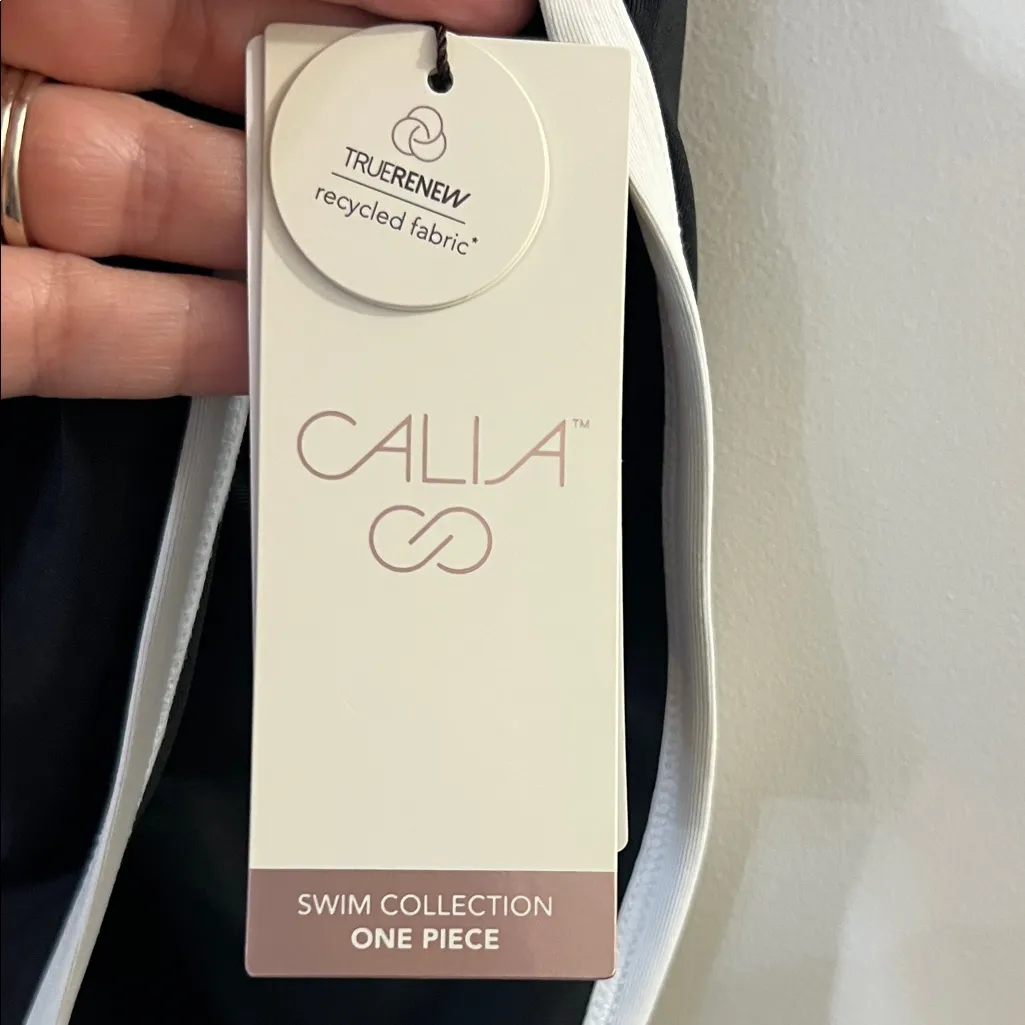 TRUERENEW
recycled fabric*
CALIA™
SWIM COLLECTION
ONE PIECE